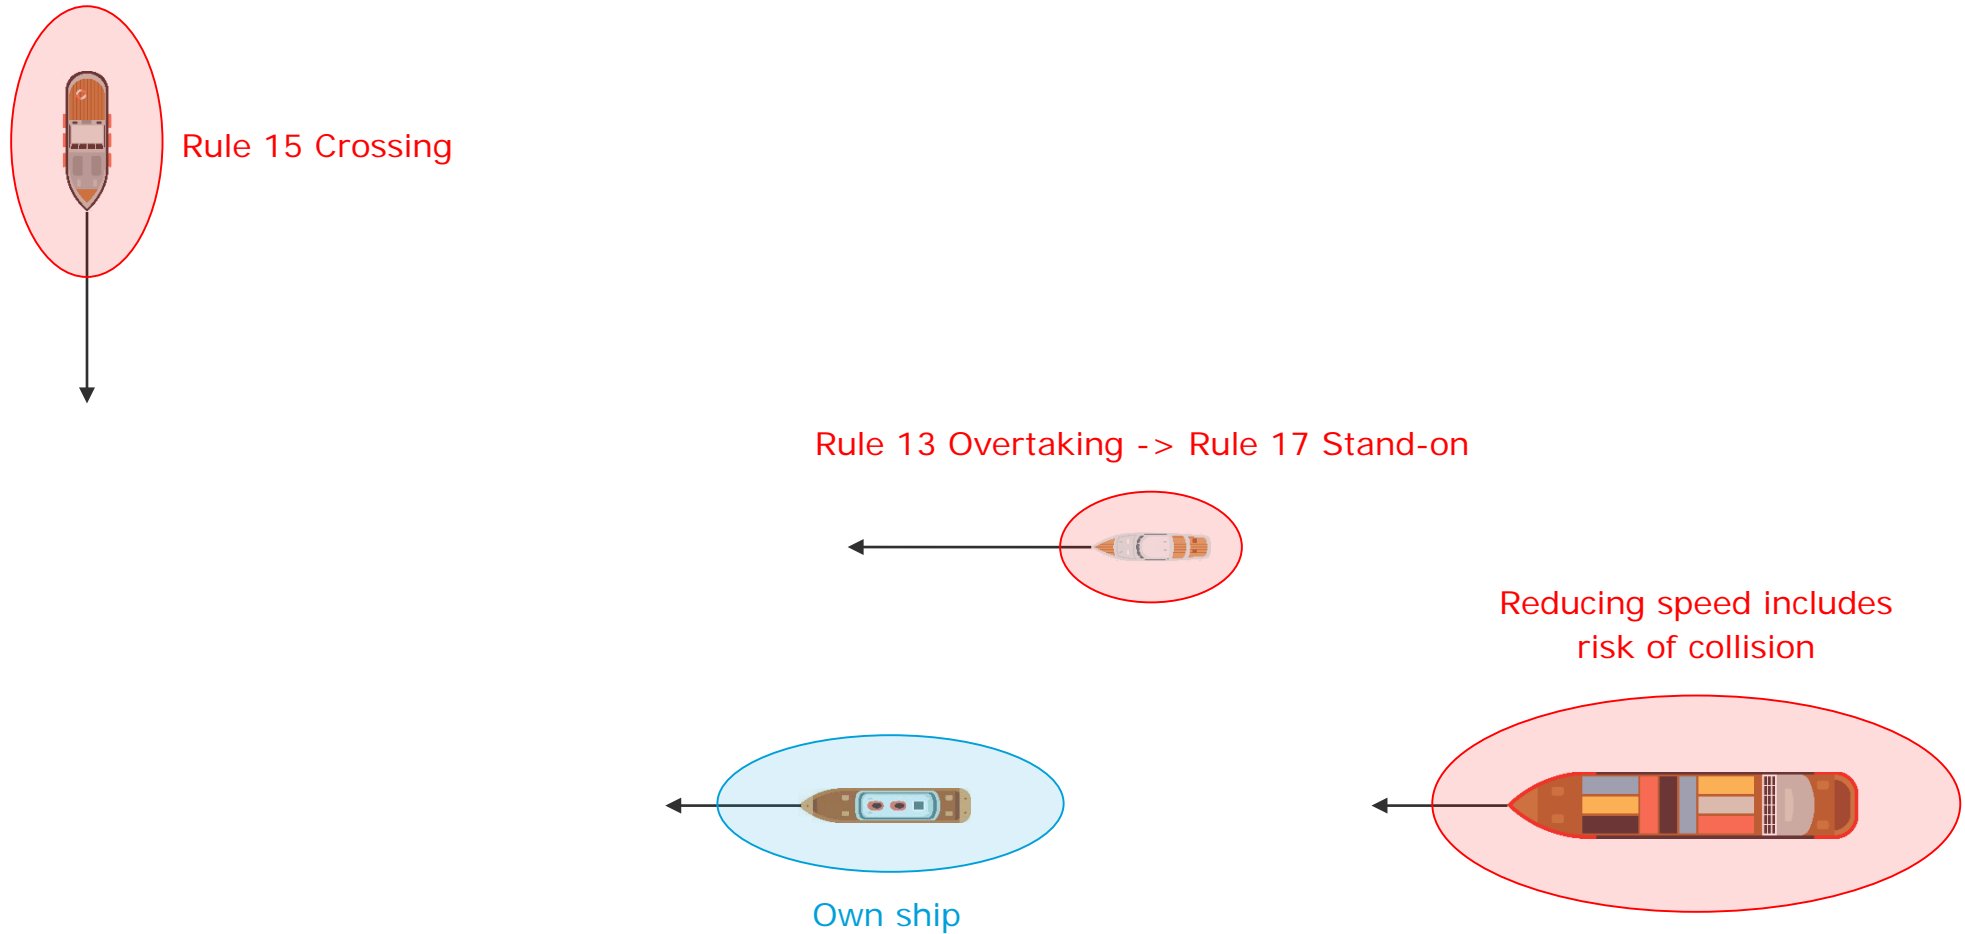 Rule 15 Crossing
Rule 13 Overtaking -> Rule 17 Stand-on
Reducing speed includes
risk of collision
Own ship